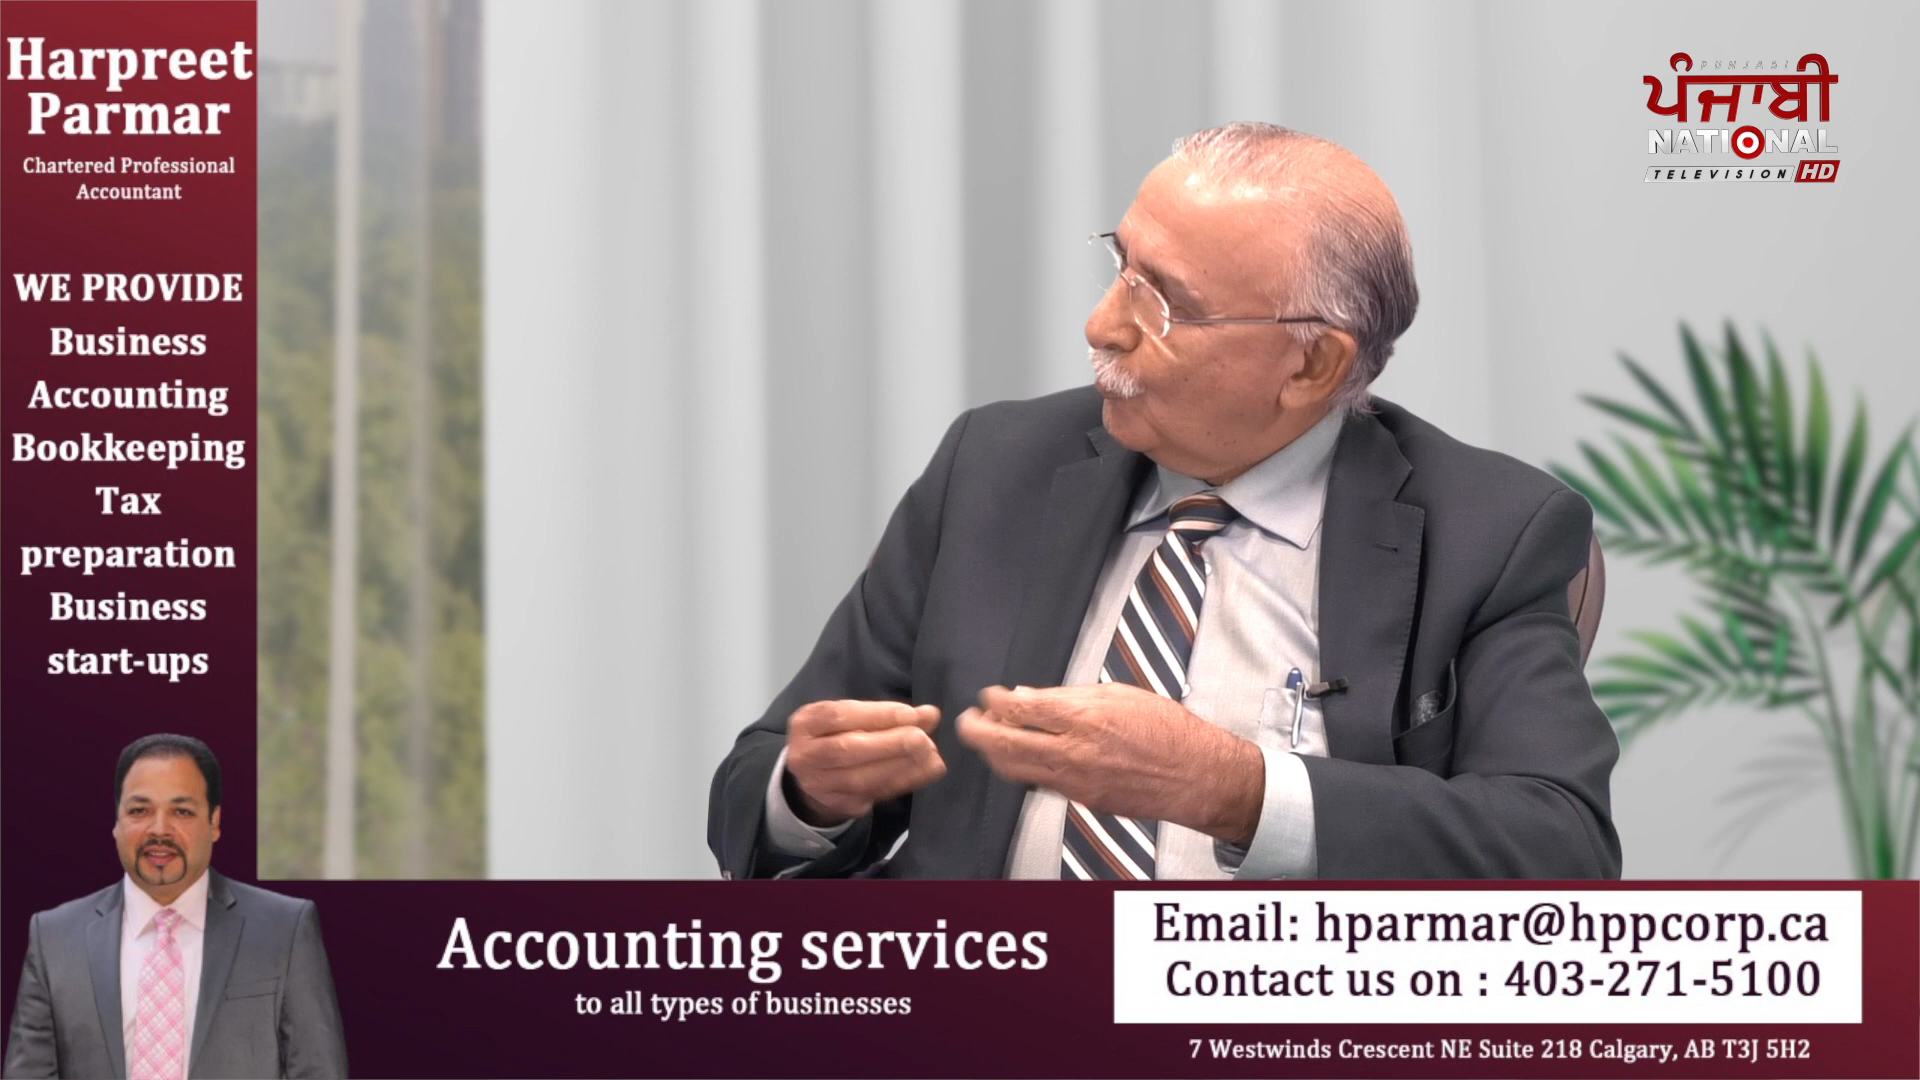 Harpreet
Parmar
Chartered Professional
Accountant
WE PROVIDE
Business
Accounting
Bookkeeping
Tax
preparation
Business
start-ups
PUNJABI
ਪੰਜਾਬੀ
NATIONAL
TELEVISION HD
Accounting services
to all types of businesses
Email: hparmar@hppcorp.ca
Contact us on : 403-271-5100
7 Westwinds Crescent NE Suite 218 Calgary, AB T3J 5H2